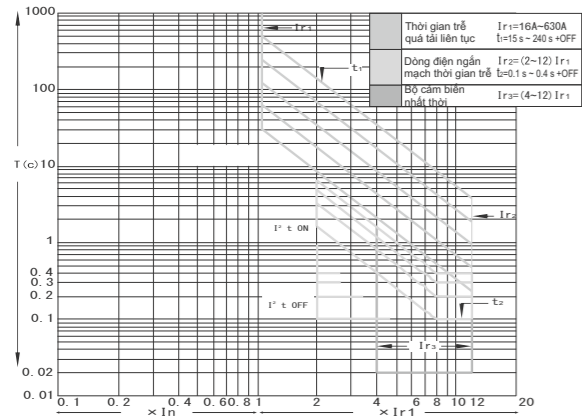 1000
100
T(c) 10
1
0. 4
0. 3
0. 2
0. 1
0. 02
0. 01
0. 1
0. 2
0. 4
0. 60. 8 1
2
4
6
8
10 12
20
× In
× Ir1
Ir₁
t₁
Ir₂
t₂
Ir₃
I² t ON
I² t OFF
Thời gian trễ
quá tải liên tục
Ir₁=16A~630A
t₁=15 s ~ 240 s +OFF
Dòng điện ngắn
mạch thời gian trễ
Ir₂=(2~12) Ir₁
t₂=0.1 s ~ 0.4 s +OFF
Bộ cảm biến
nhất thời
Ir₃=(4~12) Ir₁